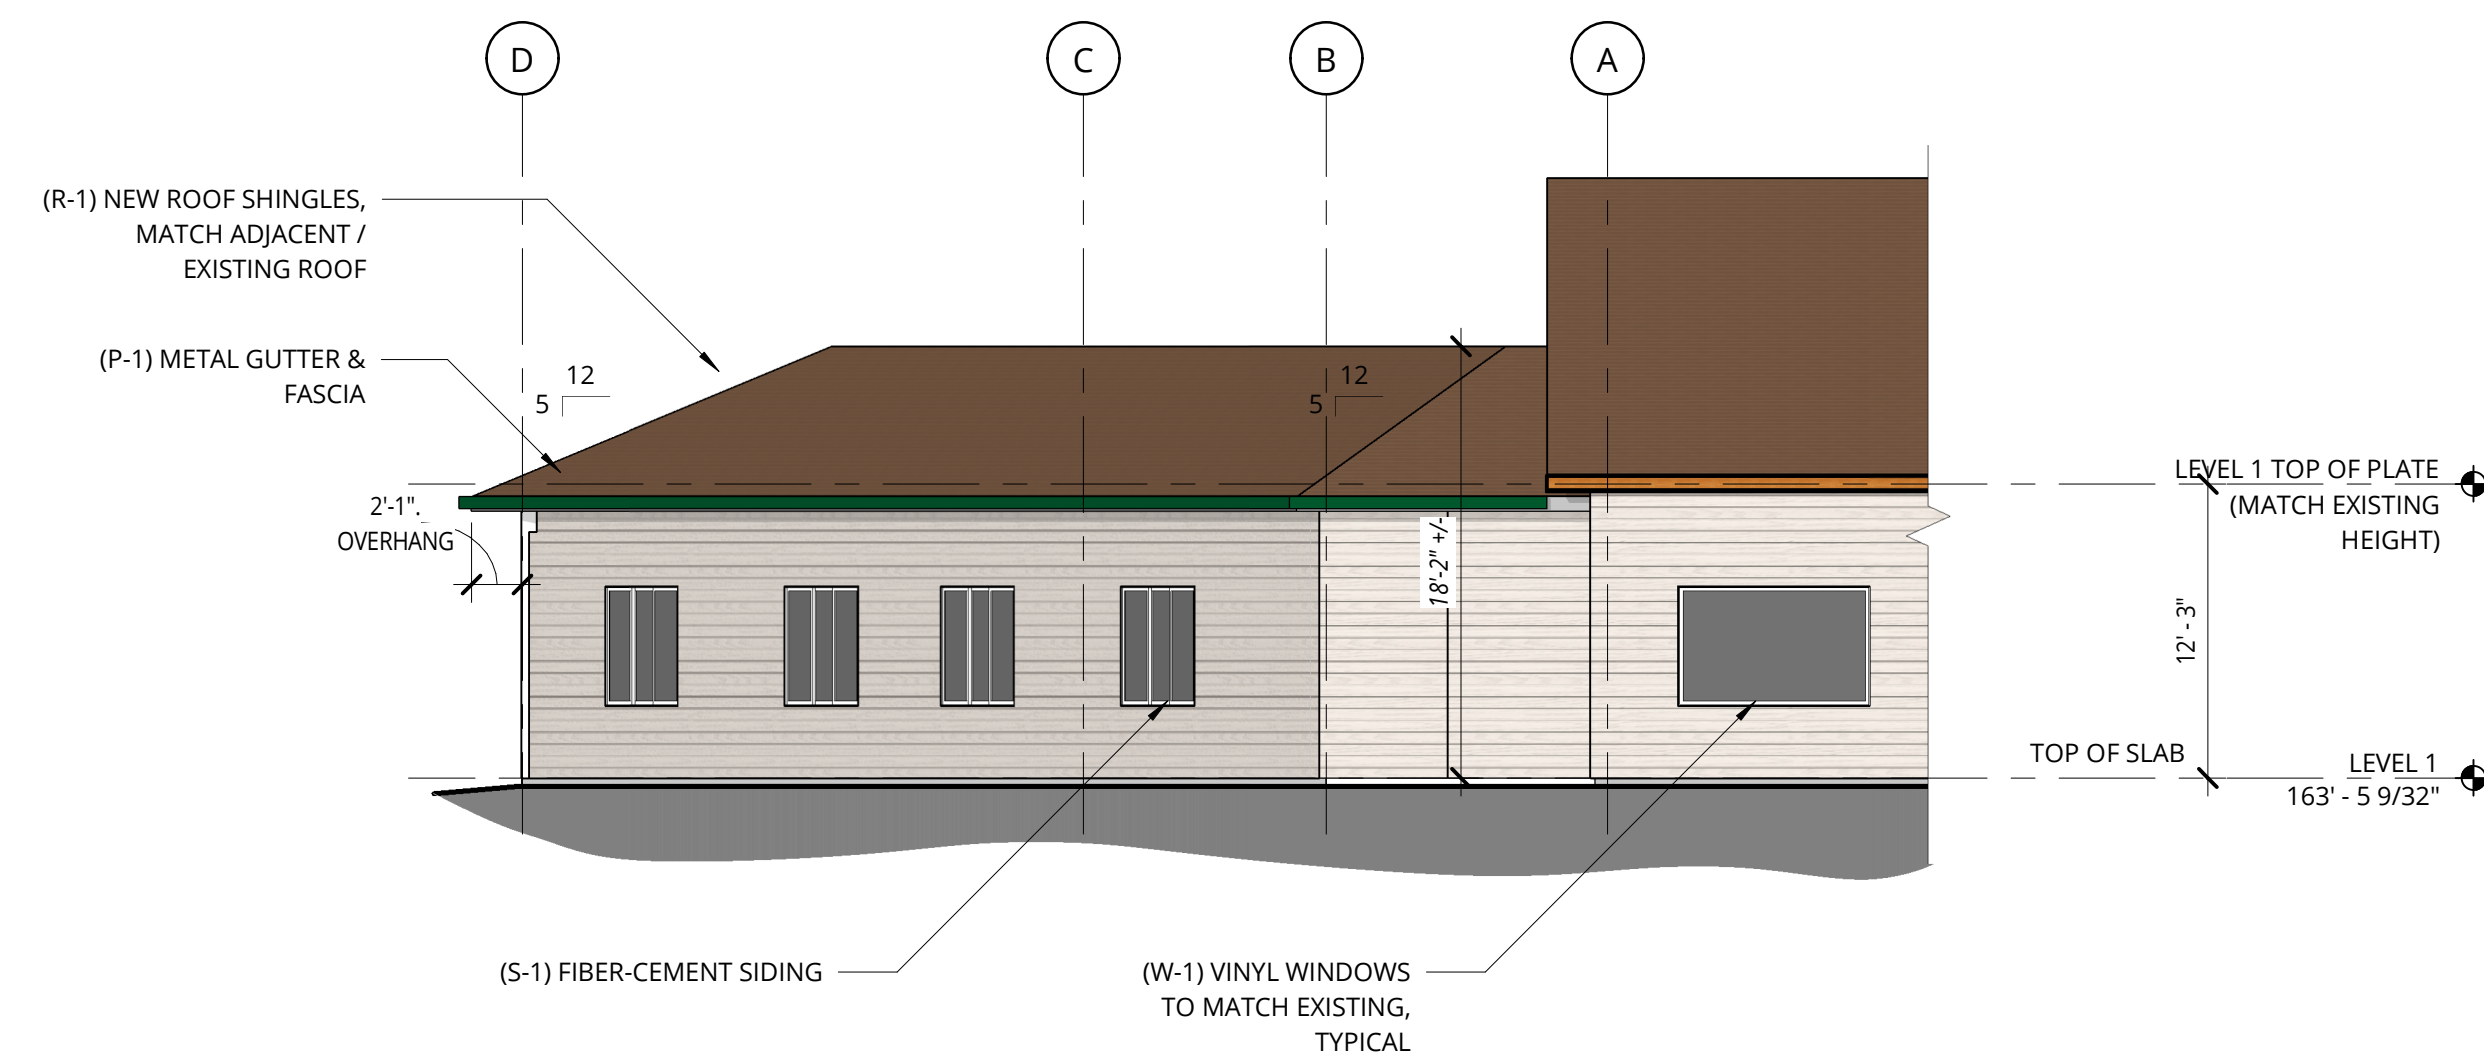 D
C
B
A
(R-1) NEW ROOF SHINGLES,
MATCH ADJACENT /
EXISTING ROOF
(P-1) METAL GUTTER &
FASCIA
12
5
12
5
2'-1".
OVERHANG
18'-2" +/-
LEVEL 1 TOP OF PLATE
(MATCH EXISTING
HEIGHT)
12' - 3"
TOP OF SLAB
LEVEL 1
163' - 5 9/32"
(S-1) FIBER-CEMENT SIDING
(W-1) VINYL WINDOWS
TO MATCH EXISTING,
TYPICAL